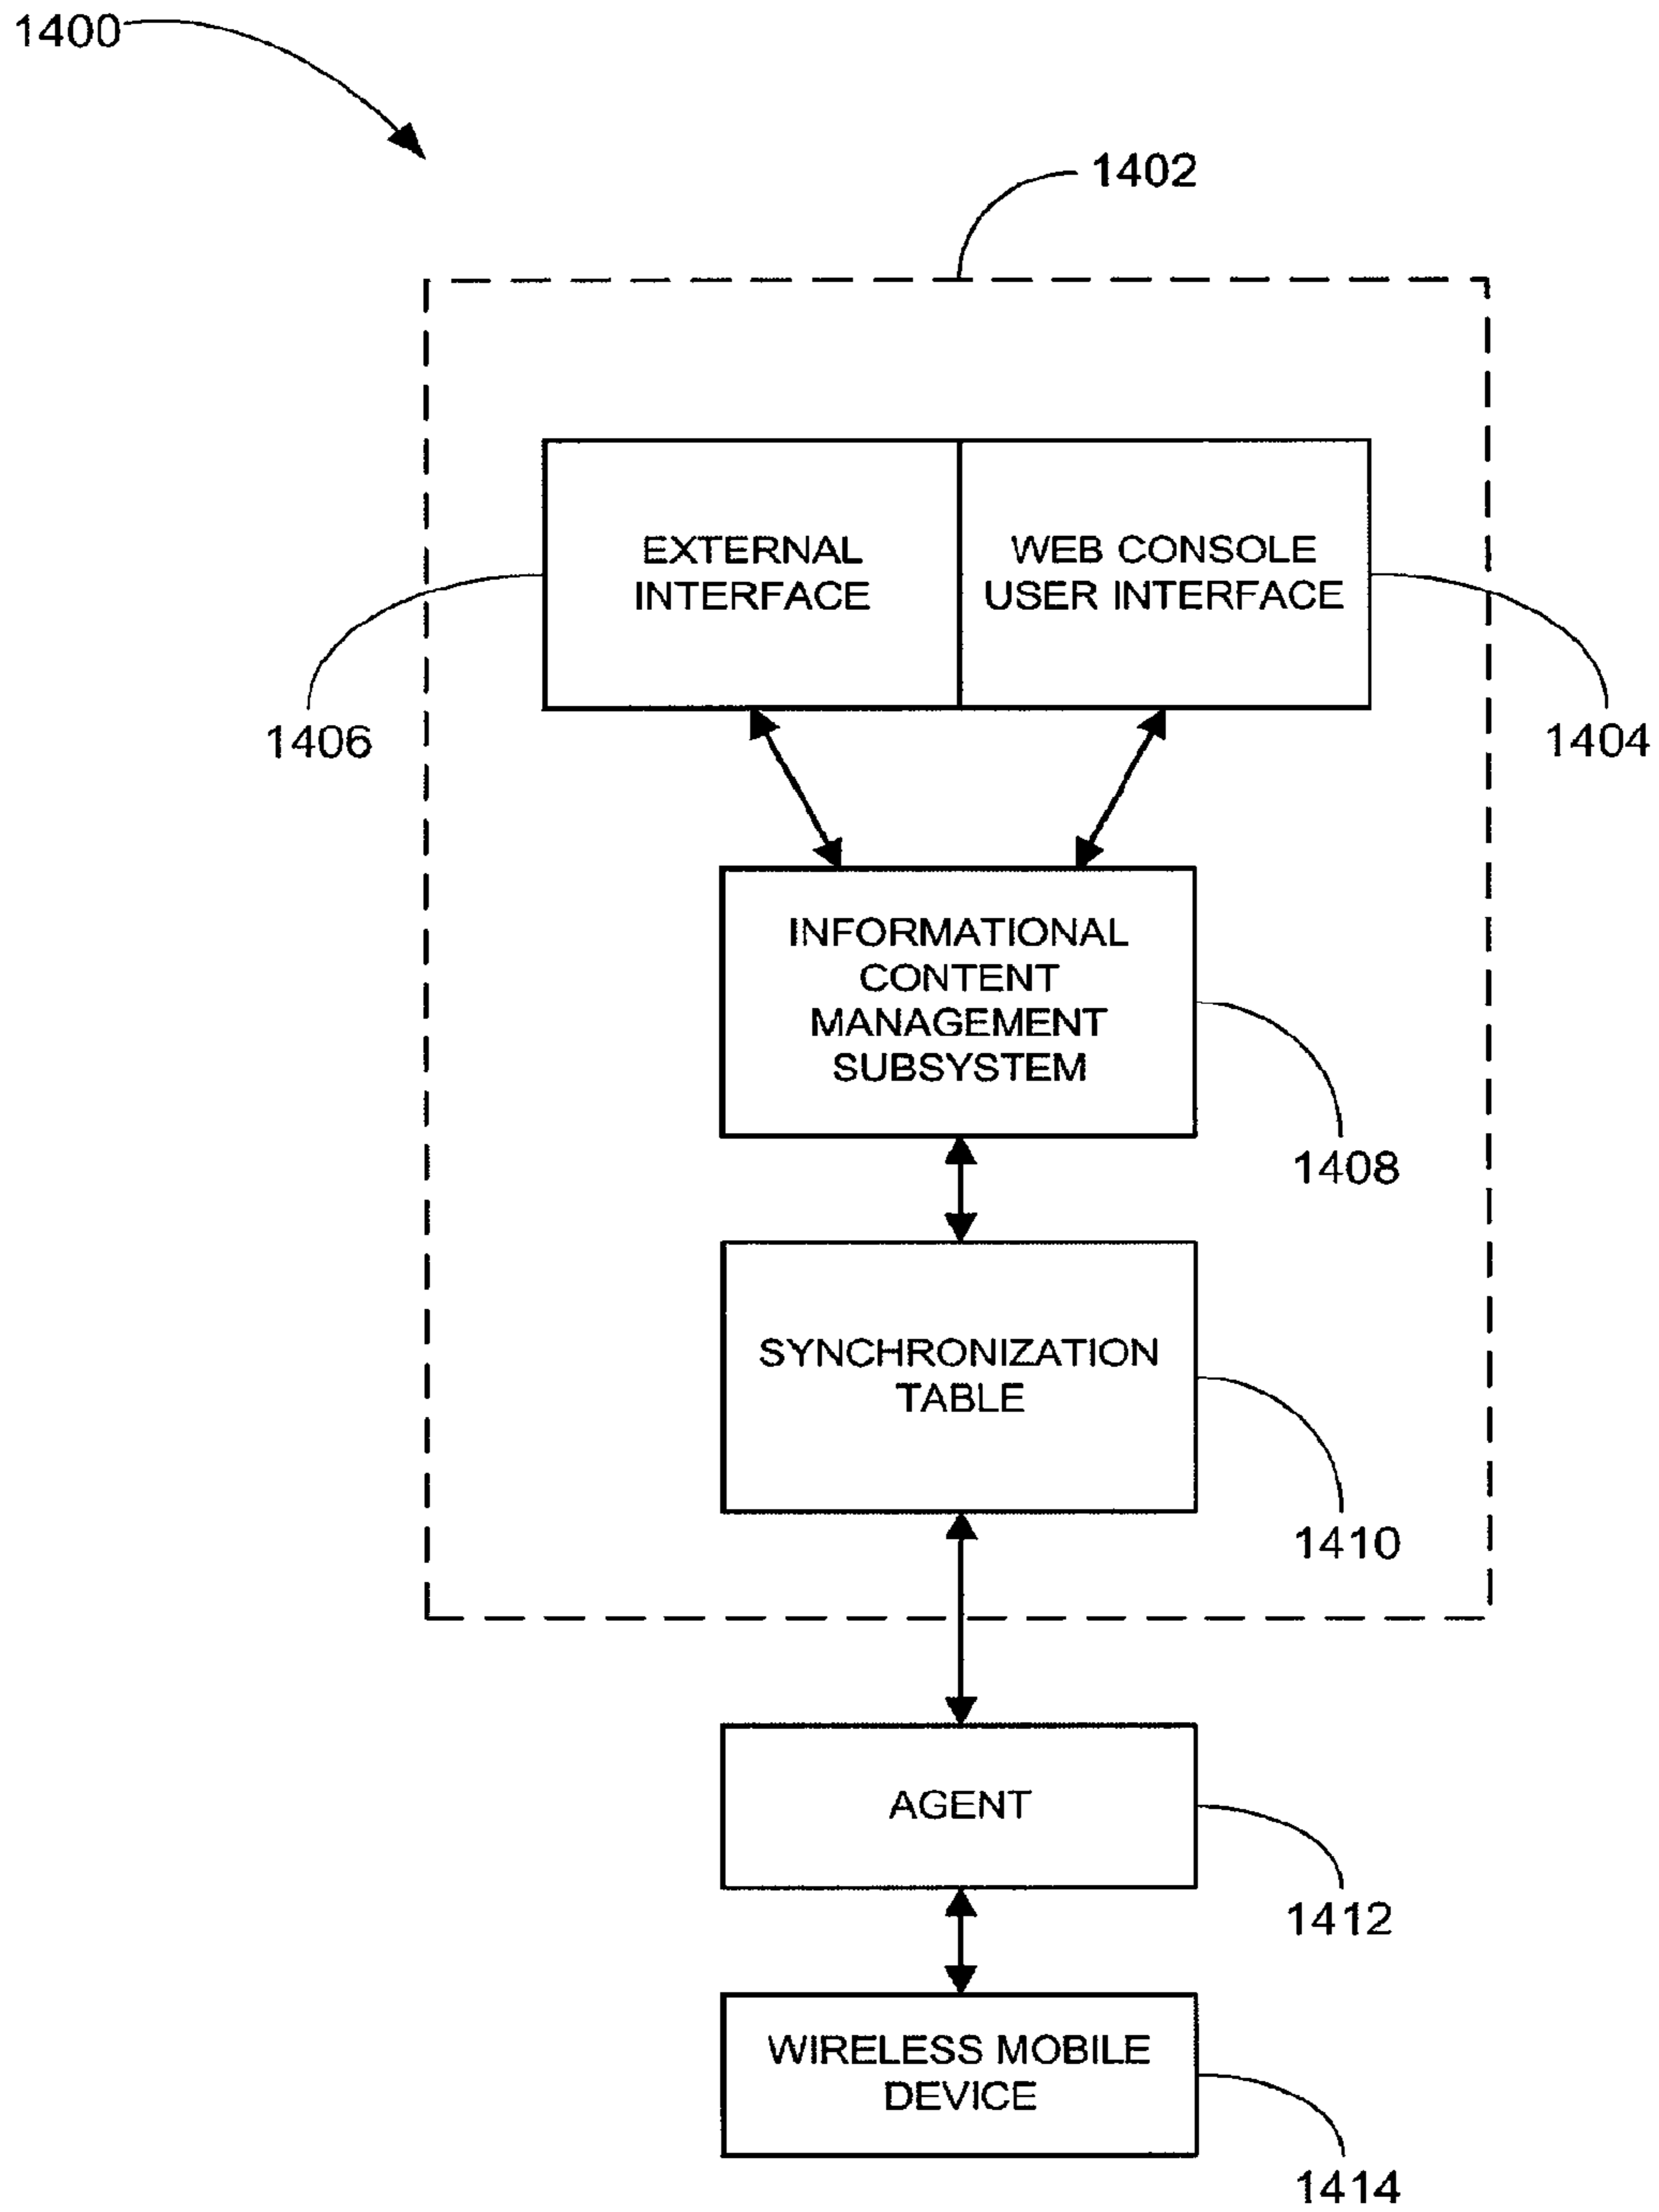 1400
1402
EXTERNAL
INTERFACE
WEB CONSOLE
USER INTERFACE
1406
1404
INFORMATIONAL
CONTENT
MANAGEMENT
SUBSYSTEM
1408
SYNCHRONIZATION
TABLE
1410
AGENT
1412
WIRELESS MOBILE
DEVICE
1414